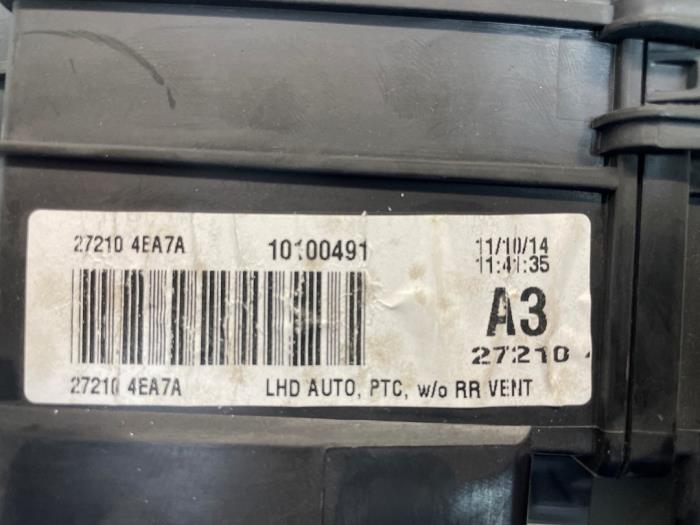 27210 4EA7A 10100491 11/10/14
11:41:35
A3
27210
27210 4EA7A LHD AUTO, PTC, w/o RR VENT